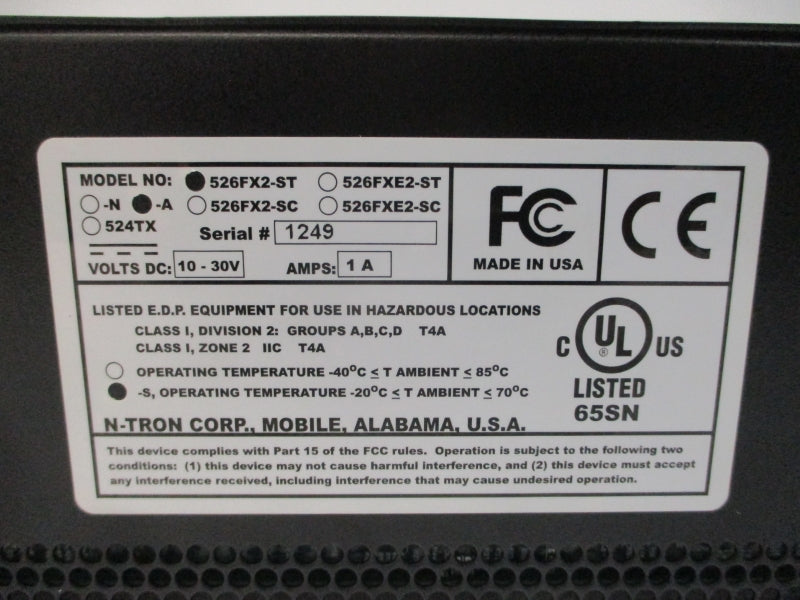 MODEL NO: 526FX2-ST 526FXE2-ST
-N -A 526FX2-SC 526FXE2-SC
524TX Serial # 1249
VOLTS DC: 10 - 30V AMPS: 1 A
FC
MADE IN USA
CE
LISTED E.D.P. EQUIPMENT FOR USE IN HAZARDOUS LOCATIONS
CLASS I, DIVISION 2: GROUPS A,B,C,D T4A
CLASS I, ZONE 2 IIC T4A
OPERATING TEMPERATURE -40°C ≤ T AMBIENT ≤ 85°C
-S, OPERATING TEMPERATURE -20°C ≤ T AMBIENT ≤ 70°C
N-TRON CORP., MOBILE, ALABAMA, U.S.A.
C UL ® US
LISTED
65SN
This device complies with Part 15 of the FCC rules. Operation is subject to the following two
conditions: (1) this device may not cause harmful interference, and (2) this device must accept
any interference received, including interference that may cause undesired operation.